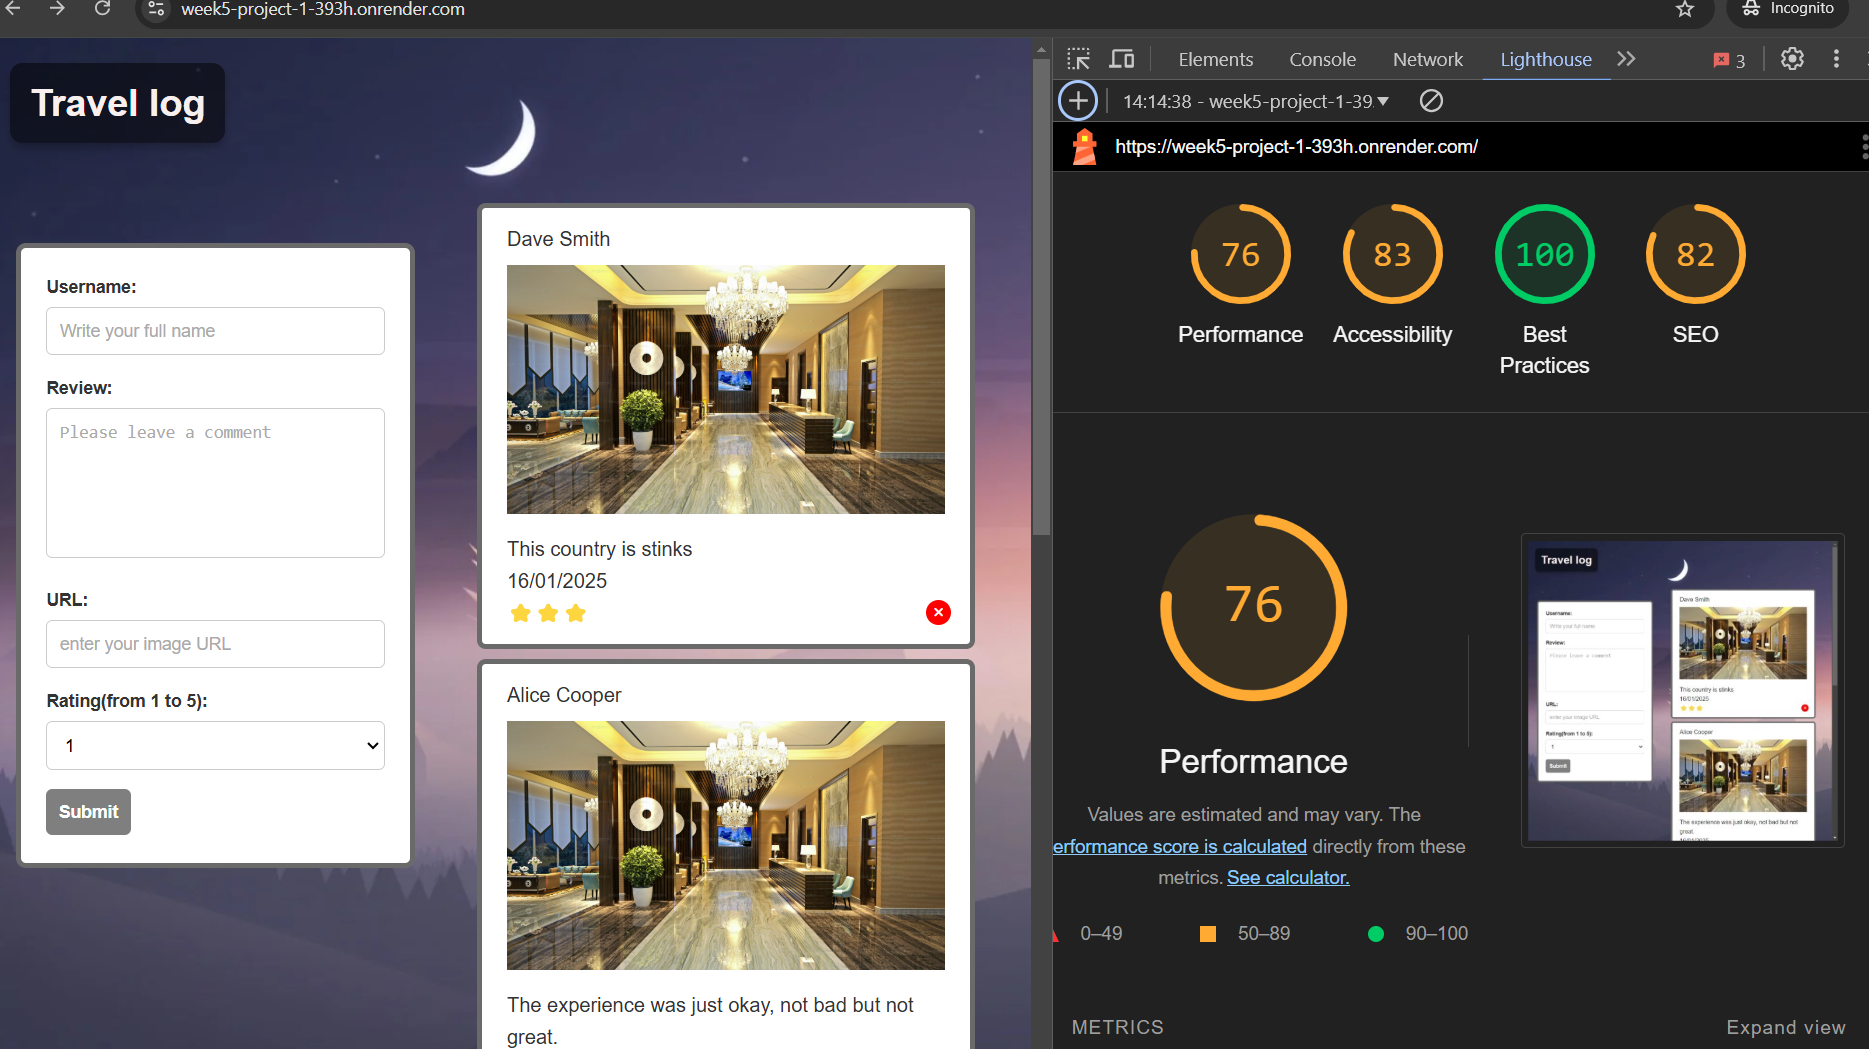 week5-project-1-393h.onrender.com
Incognito
Travel log
Username:
Write your full name
Review:
Please leave a comment
URL:
enter your image URL
Rating(from 1 to 5):
1
Submit
Dave Smith
This country is stinks
16/01/2025
Alice Cooper
The experience was just okay, not bad but not
great.
Elements
Console
Network
Lighthouse
3
14:14:38 - week5-project-1-39
https://week5-project-1-393h.onrender.com/
76
83
100
82
Performance
Accessibility
Best
Practices
SEO
76
Performance
Values are estimated and may vary. The
erformance score is calculated directly from these
metrics. See calculator.
0–49
50–89
90–100
Travel log
Username:
Write your full name
Review:
Please leave a comment
URL:
enter your image URL
Rating(from 1 to 5):
1
Submit
Dave Smith
This country is stinks
16/01/2025
Alice Cooper
The experience was just okay, not bad but not
great.
METRICS
Expand view